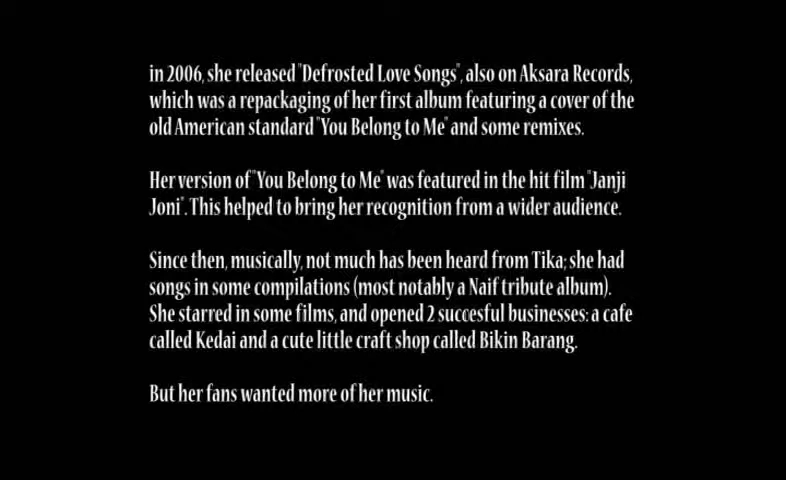 in 2006, she released "Defrosted Love Songs", also on Aksara Records,
which was a repackaging of her first album featuring a cover of the
old American standard "You Belong to Me" and some remixes.
Her version of "You Belong to Me" was featured in the hit film "Janji
Joni". This helped to bring her recognition from a wider audience.
Since then, musically, not much has been heard from Tika; she had
songs in some compilations (most notably a Naif tribute album).
She starred in some films, and opened 2 succesful businesses: a cafe
called Kedai and a cute little craft shop called Bikin Barang.
But her fans wanted more of her music.